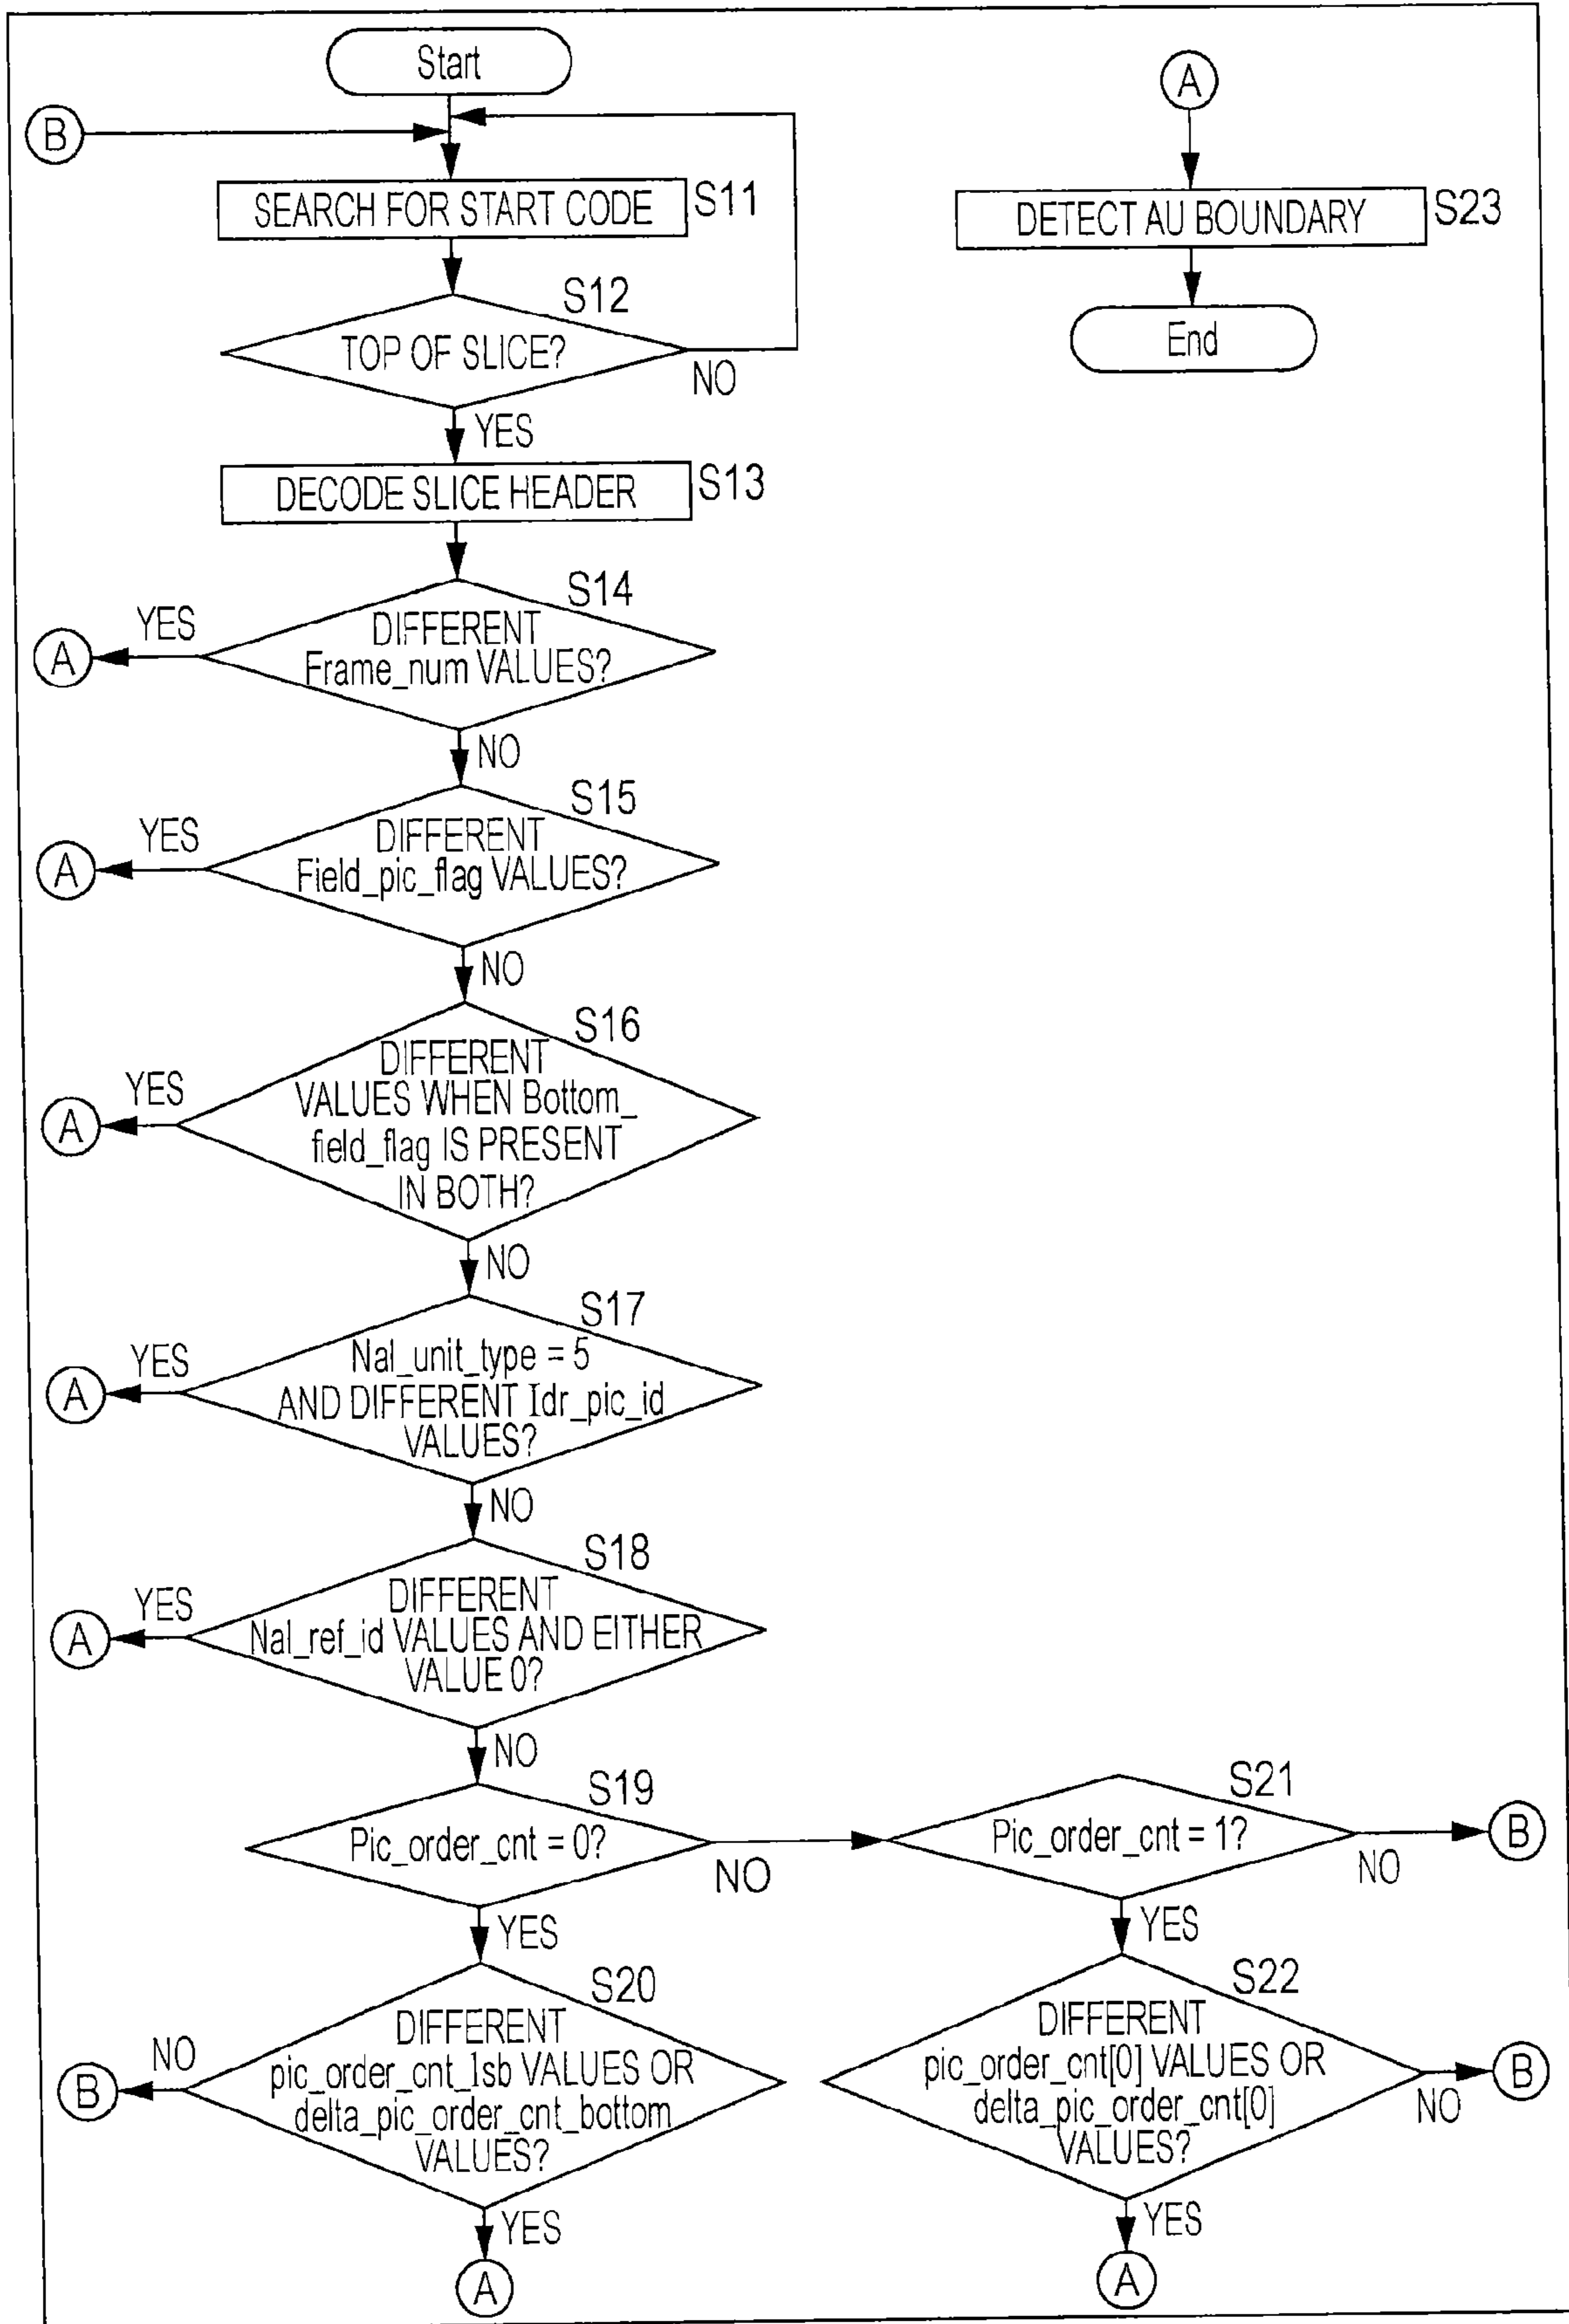 Start
B
SEARCH FOR START CODE
S11
S12
TOP OF SLICE?
NO
YES
DECODE SLICE HEADER
S13
S14
DIFFERENT
Frame_num VALUES?
YES
A
NO
S15
DIFFERENT
Field_pic_flag VALUES?
YES
A
NO
S16
DIFFERENT
VALUES WHEN Bottom_
field_flag IS PRESENT
IN BOTH?
YES
A
NO
S17
Nal_unit_type = 5
AND DIFFERENT Idr_pic_id
VALUES?
YES
A
NO
S18
DIFFERENT
Nal_ref_id VALUES AND EITHER
VALUE 0?
YES
A
NO
S19
Pic_order_cnt = 0?
NO
YES
S20
DIFFERENT
pic_order_cnt_lsb VALUES OR
delta_pic_order_cnt_bottom
VALUES?
NO
B
YES
A
S21
Pic_order_cnt = 1?
NO
B
YES
S22
DIFFERENT
pic_order_cnt[0] VALUES OR
delta_pic_order_cnt[0]
VALUES?
NO
B
YES
A
A
DETECT AU BOUNDARY
S23
End